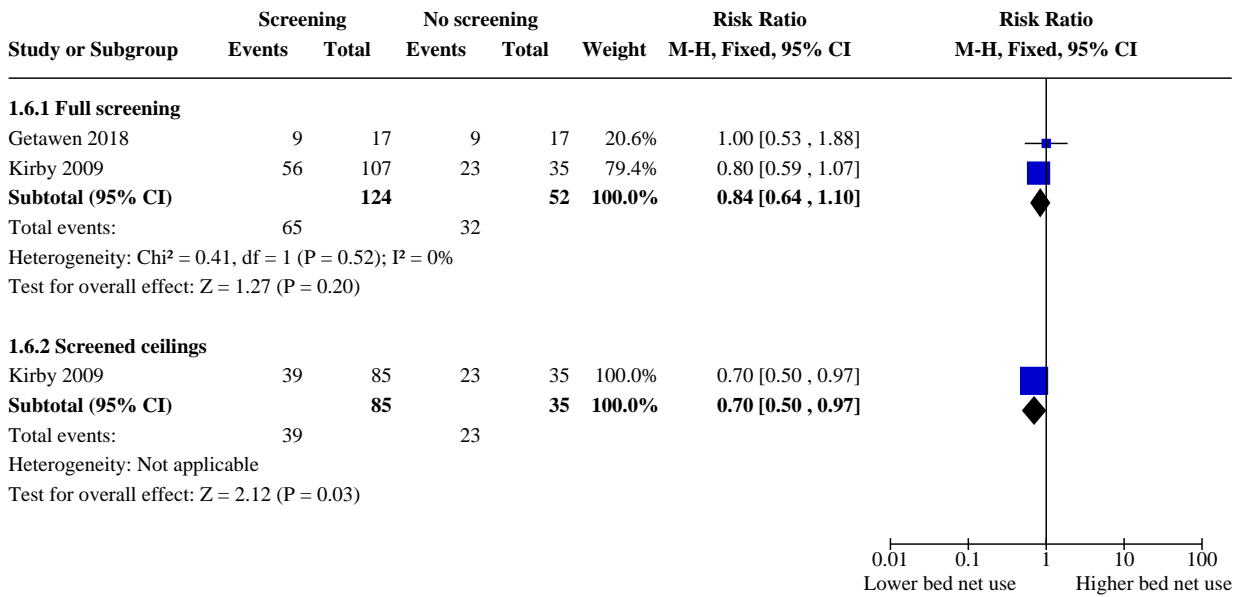 Screening No screening Risk Ratio Risk Ratio
Study or Subgroup Events Total Events Total Weight M-H, Fixed, 95% CI M-H, Fixed, 95% CI
1.6.1 Full screening
Getawen 2018 9 17 9 17 20.6% 1.00 [0.53 , 1.88]
Kirby 2009 56 107 23 35 79.4% 0.80 [0.59 , 1.07]
Subtotal (95% CI) 124 52 100.0% 0.84 [0.64 , 1.10]
Total events: 65 32
Heterogeneity: Chi² = 0.41, df = 1 (P = 0.52); I² = 0%
Test for overall effect: Z = 1.27 (P = 0.20)
1.6.2 Screened ceilings
Kirby 2009 39 85 23 35 100.0% 0.70 [0.50 , 0.97]
Subtotal (95% CI) 85 35 100.0% 0.70 [0.50 , 0.97]
Total events: 39 23
Heterogeneity: Not applicable
Test for overall effect: Z = 2.12 (P = 0.03)
0.01 0.1 1 10 100
Lower bed net use Higher bed net use